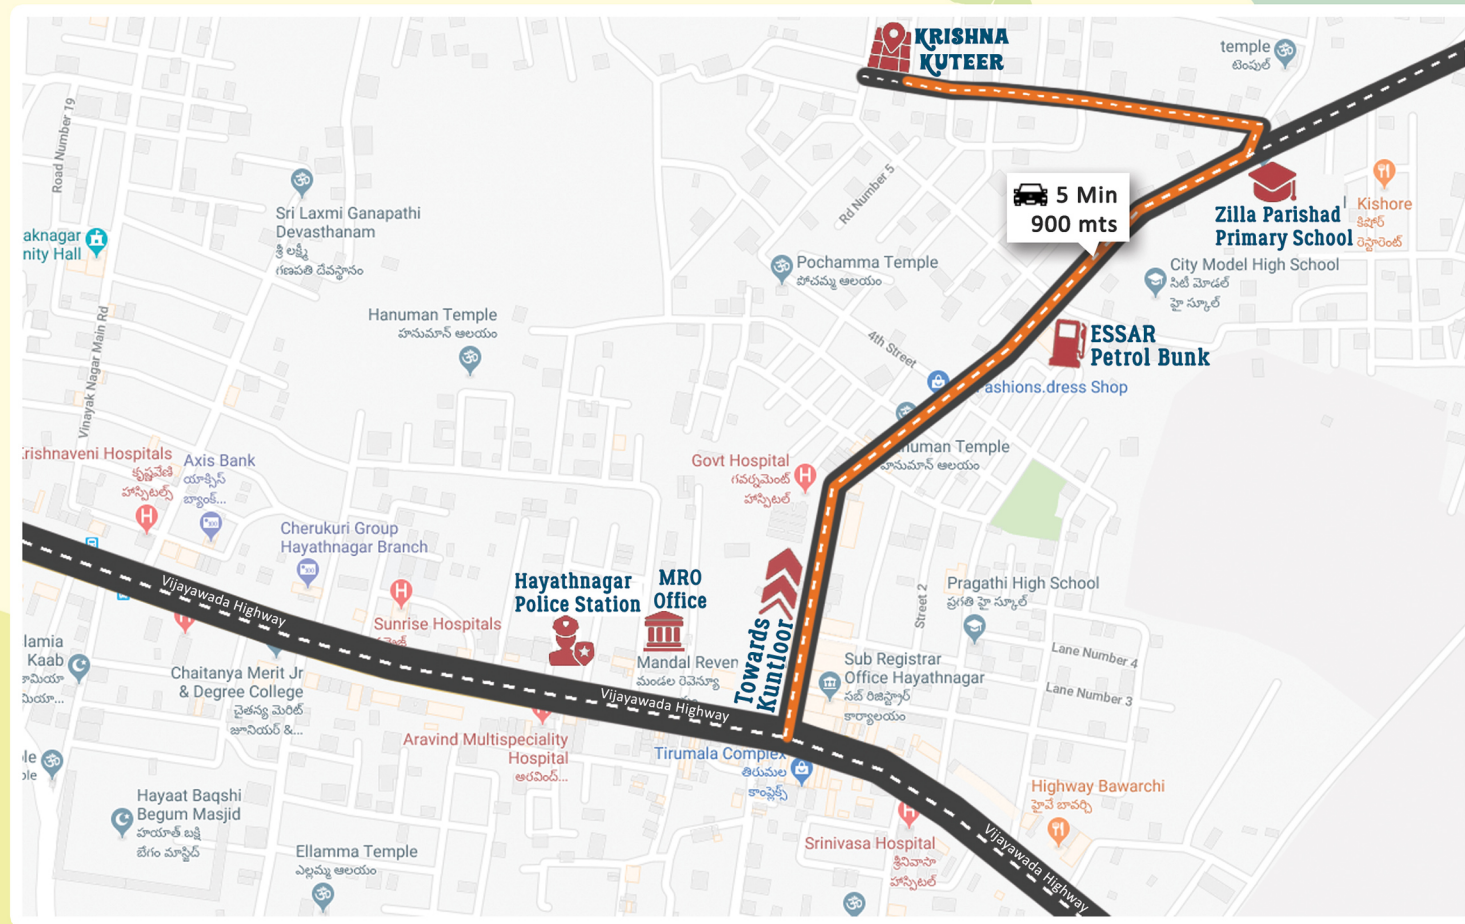 KRISHNA
KUTEER
temple
టెంపుల్
Road Number 19
Sri Laxmi Ganapathi
Devasthanam
శ్రీ లక్ష్మీ
గణపతి దేవస్థానం
aknagar
nity Hall
Rd Number 5
5 Min
900 mts
Zilla Parishad
Primary School
Kishore
కిషోర్
రెస్టారెంట్
Pochamma Temple
పోచమ్మ ఆలయం
City Model High School
సిటీ మోడల్
హై స్కూల్
Hanuman Temple
హనుమాన్ ఆలయం
4th Street
ESSAR
Petrol Bunk
ashions.dress Shop
Vinayak Nagar Main Rd
rishnaveni Hospitals
కృష్ణవేణి
హాస్పిటల్స్
Axis Bank
యాక్సిస్
బ్యాంక్...
Govt Hospital
గవర్నమెంట్
హాస్పిటల్
numan Temple
హనుమాన్ ఆలయం
Cherukuri Group
Hayathnagar Branch
Vijayawada Highway
Hayathnagar
Police Station
MRO
Office
Sunrise Hospitals
Towards
Kuntloor
Street 2
Pragathi High School
ప్రగతి హై స్కూల్
Lane Number 4
Lane Number 3
lamia
Kaab
Chaitanya Merit Jr
& Degree College
చైతన్య మెరిట్
జూనియర్ &...
Mandal Reven
మండల రెవెన్యూ
Sub Registrar
Office Hayathnagar
సబ్ రిజిస్ట్రార్
కార్యాలయం
Vijayawada Highway
Aravind Multispeciality
Hospital
అరవింద్...
Tirumala Complex
తిరుమల
కాంప్లెక్స్
Hayaat Baqshi
Begum Masjid
హయాత్ బక్షి
బేగం మాస్జిద్
Highway Bawarchi
హైవే బావర్చి
Srinivasa Hospital
శ్రీనివాసా
హాస్పిటల్
Ellamma Temple
ఎల్లమ్మ ఆలయం
Vijayawada Highway